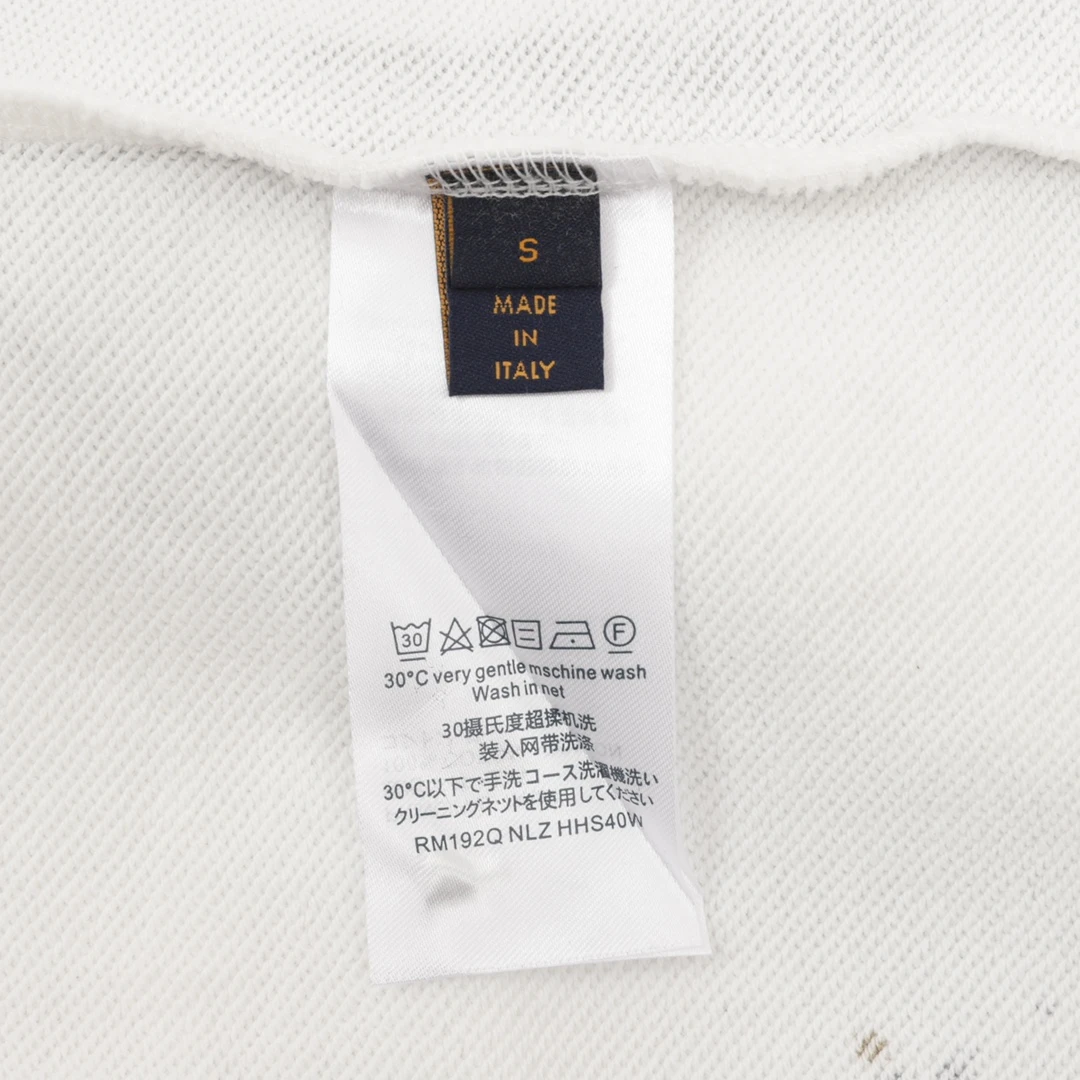 S
MADE
IN
ITALY
30
F
30°C very gentle mschine wash
Wash in net
30摄氏度超揉机洗
装入网带洗涤
30°C以下で手洗コース洗濯機洗い
クリーニングネツトを使用してください
RM192Q NLZ HHS40W